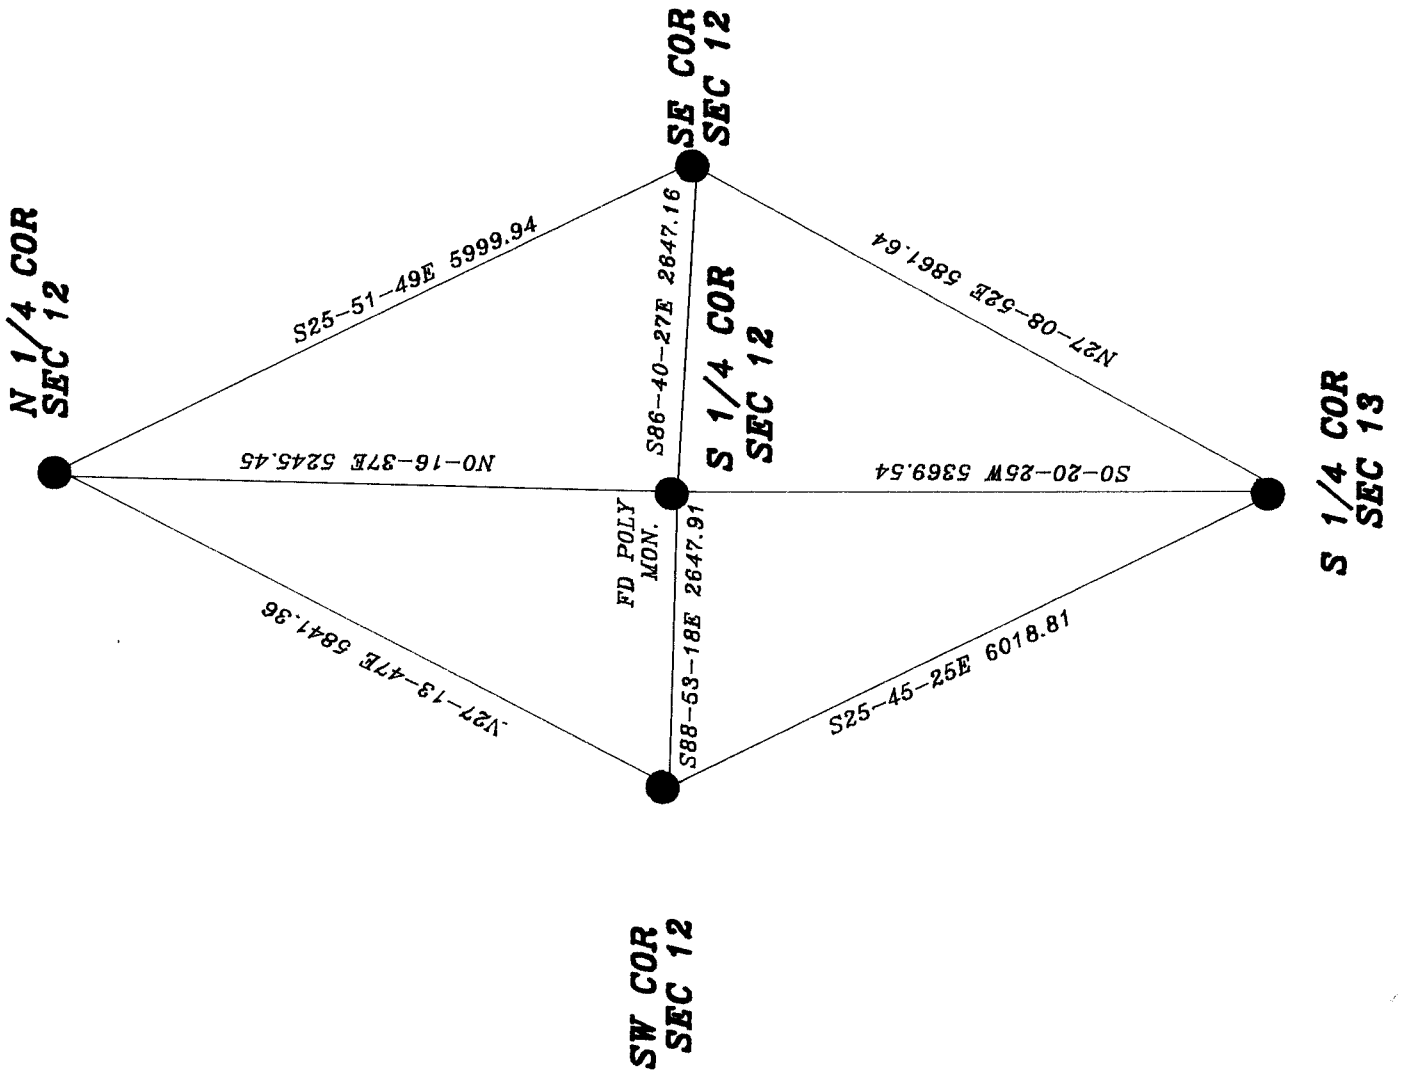 N 1/4 COR
SEC 12
SE COR
SEC 12
S25-51-49E 5999.94
S86-40-27E 2647.16
N27-08-52E 5861.64
N0-16-37E 5245.45
S 1/4 COR
SEC 12
S0-20-25W 5369.54
FD POLY
MON.
S88-53-18E 2647.91
N27-13-47E 5841.36
S25-45-25E 6018.81
S 1/4 COR
SEC 13
SW COR
SEC 12